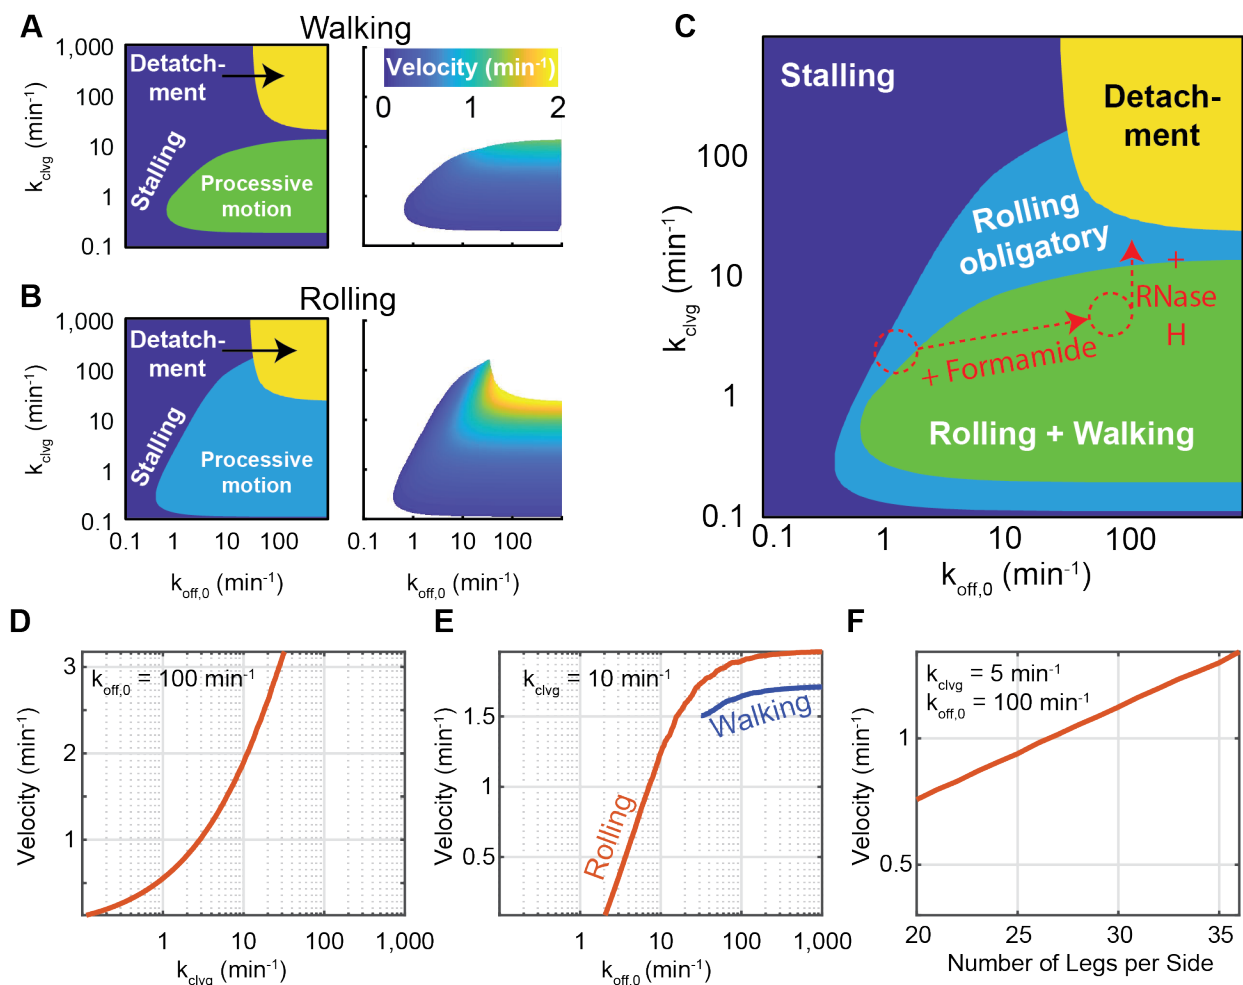 A
Walking
1,000
100
10
1
0.1
k_clvg (min⁻¹)
Detatch-
ment
Stalling
Processive
motion
Velocity (min⁻¹)
0 1 2
B
Rolling
1,000
100
10
1
0.1
k_clvg (min⁻¹)
Detatch-
ment
Stalling
Processive
motion
0.1 1 10 100
k_off,0 (min⁻¹)
0.1 1 10 100
k_off,0 (min⁻¹)
C
100
10
1
0.1
k_clvg (min⁻¹)
Stalling
Detach-
ment
Rolling
obligatory
+
RNase
H
+ Formamide
Rolling + Walking
0.1 1 10 100
k_off,0 (min⁻¹)
D
3
2
1
Velocity (min⁻¹)
k_off,0 = 100 min⁻¹
1 10 100 1,000
k_clvg (min⁻¹)
E
1.5
1
0.5
Velocity (min⁻¹)
k_clvg = 10 min⁻¹
Walking
Rolling
1 10 100 1,000
k_off,0 (min⁻¹)
F
1
0.5
Velocity (min⁻¹)
k_clvg = 5 min⁻¹
k_off,0 = 100 min⁻¹
20 25 30 35
Number of Legs per Side